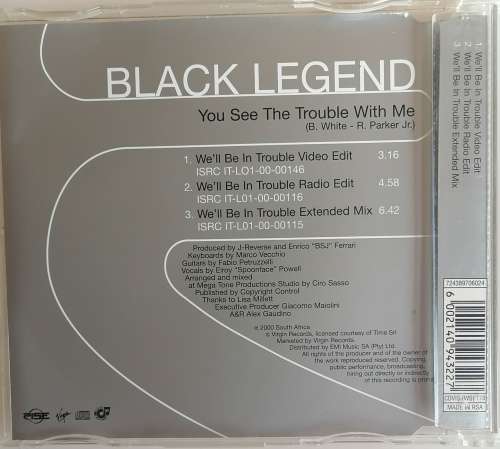 BLACK LEGEND
You See The Trouble With Me
(B. White - R. Parker Jr.)
1. We'll Be In Trouble Video Edit 3.16
ISRC IT-LO1-00-00146
2. We'll Be In Trouble Radio Edit 4.58
ISRC IT-L01-00-00116
3. We'll Be In Trouble Extended Mix 6.42
ISRC IT-L01-00-00115
Produced by J-Reverse and Enrico "BSJ" Ferrari
Keyboards by Marco Vecchio
Guitars by Fabio Petruzzelli
Vocals by Elroy "Spoonface" Powell
Arranged and mixed
at Mega Tone Productions Studio by Ciro Sasso
Published by Copyright Control
Thanks to Lisa Millett
Executive Producer Giacomo Maiolini
A&R Alex Gaudino
℗ 2000 South Africa
Virgin Records, licensed courtesy of Time Srl
Marketed by Virgin Records.
Distributed by EMI Music SA (Pty) Ltd.
All rights of the producer and of the owner of
the work reproduced reserved. Copying,
public performance, broadcasting,
hiring out directly or indirectly
of this recording is prohi
RISE
Virgin
1. We'll Be In Trouble Video Edit
2. We'll Be In Trouble Radio Edit
3. We'll Be In Trouble Extended Mix
724389706024
6 002140 943227
MADE IN RSA